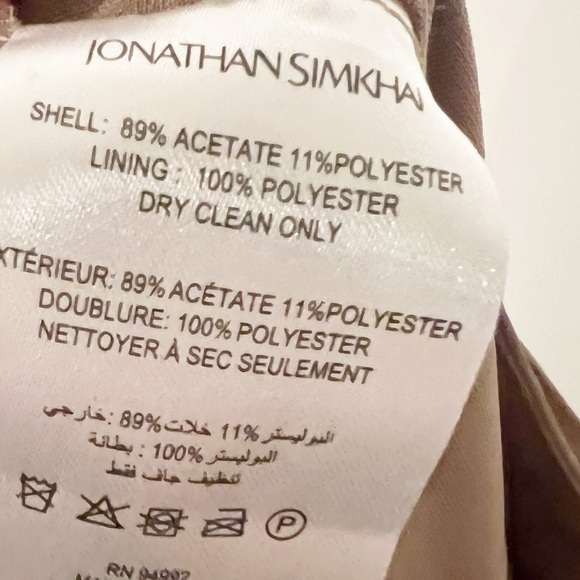 JONATHAN SIMKHAI
SHELL: 89% ACETATE 11%POLYESTER
LINING : 100% POLYESTER
DRY CLEAN ONLY
XTÉRIEUR: 89% ACÉTATE 11%POLYESTER
DOUBLURE: 100% POLYESTER
NETTOYER À SEC SEULEMENT
خارجي: 89% خلات 11% البوليستر
بطانة : 100% البوليستر
تنظيف جاف فقط
P
RN